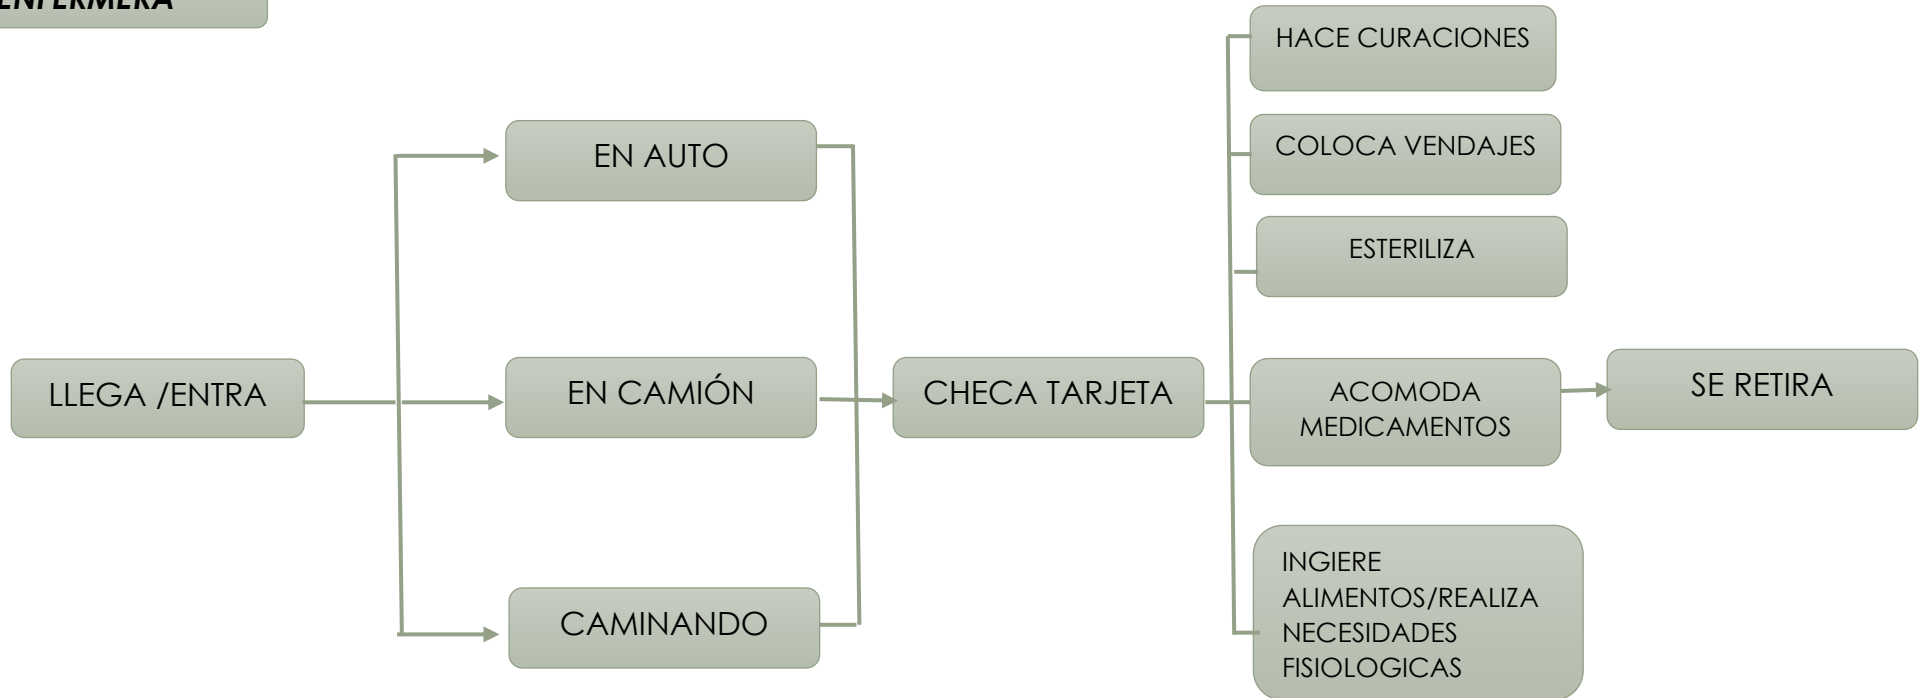 ENFERMERA
HACE CURACIONES
COLOCA VENDAJES
EN AUTO
ESTERILIZA
LLEGA /ENTRA
EN CAMIÓN
CHECA TARJETA
ACOMODA
MEDICAMENTOS
SE RETIRA
CAMINANDO
INGIERE
ALIMENTOS/REALIZA
NECESIDADES
FISIOLOGICAS